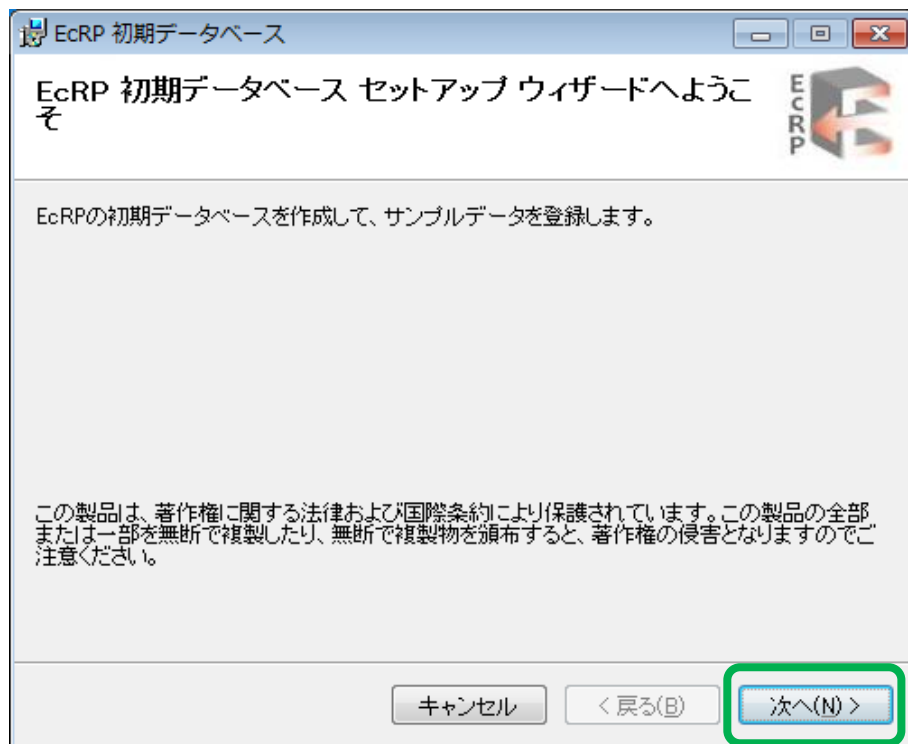 EcRP 初期データベース
EcRP 初期データベース セットアップ ウィザードへようこ
そ
EcRP
EcRPの初期データベースを作成して、サンプルデータを登録します。
この製品は、著作権に関する法律および国際条約により保護されています。この製品の全部
または一部を無断で複製したり、無断で複製物を頒布すると、著作権の侵害となりますのでご
注意ください。
キャンセル
< 戻る(B)
次へ(N) >